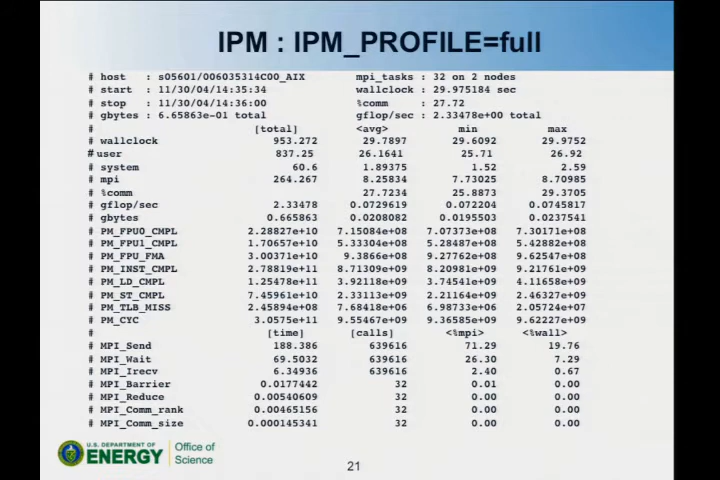 IPM : IPM_PROFILE=full
# host : s05601/006035314C00_AIX mpi_tasks : 32 on 2 nodes
# start : 11/30/04/14:35:34 wallclock : 29.975184 sec
# stop : 11/30/04/14:36:00 %comm : 27.72
# gbytes : 6.65863e-01 total gflop/sec : 2.33478e+00 total
# [total] <avg> min max
# wallclock 953.272 29.7897 29.6092 29.9752
# user 837.25 26.1641 25.71 26.92
# system 60.6 1.89375 1.52 2.59
# mpi 264.267 8.25834 7.73025 8.70985
# %comm 27.7234 25.8873 29.3705
# gflop/sec 2.33478 0.0729619 0.072204 0.0745817
# gbytes 0.665863 0.0208082 0.0195503 0.0237541
# PM_FPU0_CMPL 2.28827e+10 7.15084e+08 7.07373e+08 7.30171e+08
# PM_FPU1_CMPL 1.70657e+10 5.33304e+08 5.28487e+08 5.42882e+08
# PM_FPU_FMA 3.00371e+10 9.3866e+08 9.27762e+08 9.62547e+08
# PM_INST_CMPL 2.78819e+11 8.71309e+09 8.20981e+09 9.21761e+09
# PM_LD_CMPL 1.25478e+11 3.92118e+09 3.74541e+09 4.11658e+09
# PM_ST_CMPL 7.45961e+10 2.33113e+09 2.21164e+09 2.46327e+09
# PM_TLB_MISS 2.45894e+08 7.68418e+06 6.98733e+06 2.05724e+07
# PM_CYC 3.0575e+11 9.55467e+09 9.36585e+09 9.62227e+09
# [time] [calls] <%mpi> <%wall>
# MPI_Send 188.386 639616 71.29 19.76
# MPI_Wait 69.5032 639616 26.30 7.29
# MPI_Irecv 6.34936 639616 2.40 0.67
# MPI_Barrier 0.0177442 32 0.01 0.00
# MPI_Reduce 0.00540609 32 0.00 0.00
# MPI_Comm_rank 0.00465156 32 0.00 0.00
# MPI_Comm_size 0.000145341 32 0.00 0.00
U.S. DEPARTMENT OF
ENERGY
Office of
Science
21